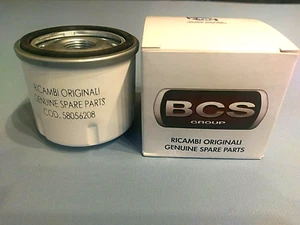 RICAMBI ORIGINALI
GENUINE SPARE PARTS
COD. 58056208
BCS
GROUP
RICAMBI ORIGINALI
GENUINE SPARE PARTS